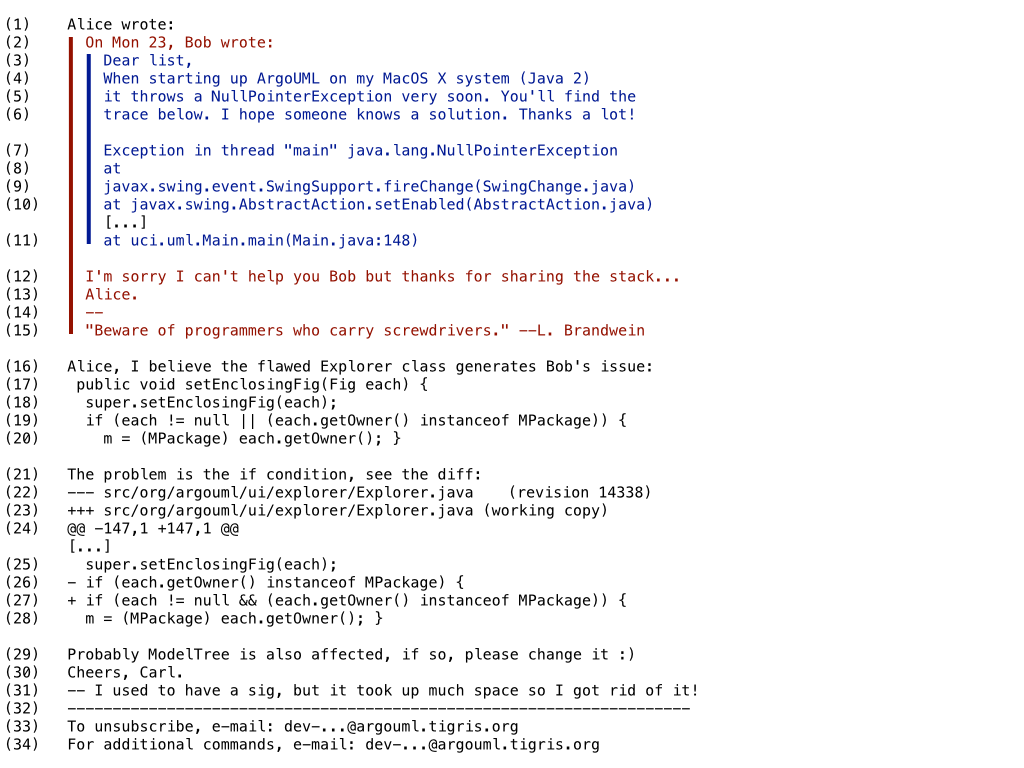 (1) Alice wrote:
(2) On Mon 23, Bob wrote:
(3) Dear list,
(4) When starting up ArgoUML on my MacOS X system (Java 2)
(5) it throws a NullPointerException very soon. You'll find the
(6) trace below. I hope someone knows a solution. Thanks a lot!
(7) Exception in thread "main" java.lang.NullPointerException
(8) at
(9) javax.swing.event.SwingSupport.fireChange(SwingChange.java)
(10) at javax.swing.AbstractAction.setEnabled(AbstractAction.java)
[...]
(11) at uci.uml.Main.main(Main.java:148)
(12) I'm sorry I can't help you Bob but thanks for sharing the stack...
(13) Alice.
(14) --
(15) "Beware of programmers who carry screwdrivers." --L. Brandwein
(16) Alice, I believe the flawed Explorer class generates Bob's issue:
(17) public void setEnclosingFig(Fig each) {
(18) super.setEnclosingFig(each);
(19) if (each != null || (each.getOwner() instanceof MPackage)) {
(20) m = (MPackage) each.getOwner(); }
(21) The problem is the if condition, see the diff:
(22) --- src/org/argouml/ui/explorer/Explorer.java (revision 14338)
(23) +++ src/org/argouml/ui/explorer/Explorer.java (working copy)
(24) @@ -147,1 +147,1 @@
[...]
(25) super.setEnclosingFig(each);
(26) - if (each.getOwner() instanceof MPackage) {
(27) + if (each != null && (each.getOwner() instanceof MPackage)) {
(28) m = (MPackage) each.getOwner(); }
(29) Probably ModelTree is also affected, if so, please change it :)
(30) Cheers, Carl.
(31) -- I used to have a sig, but it took up much space so I got rid of it!
(32) ---------------------------------------------------------------------
(33) To unsubscribe, e-mail: dev-...@argouml.tigris.org
(34) For additional commands, e-mail: dev-...@argouml.tigris.org